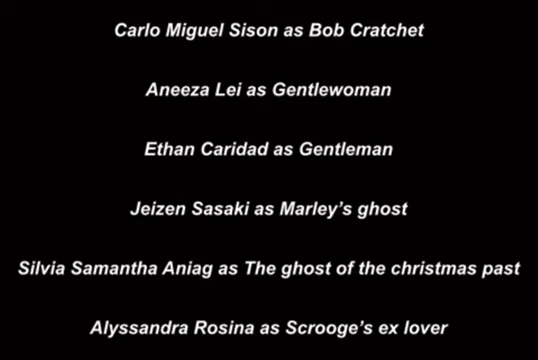 Carlo Miguel Sison as Bob Cratchet
Aneeza Lei as Gentlewoman
Ethan Caridad as Gentleman
Jeizen Sasaki as Marley’s ghost
Silvia Samantha Aniag as The ghost of the christmas past
Alyssandra Rosina as Scrooge’s ex lover